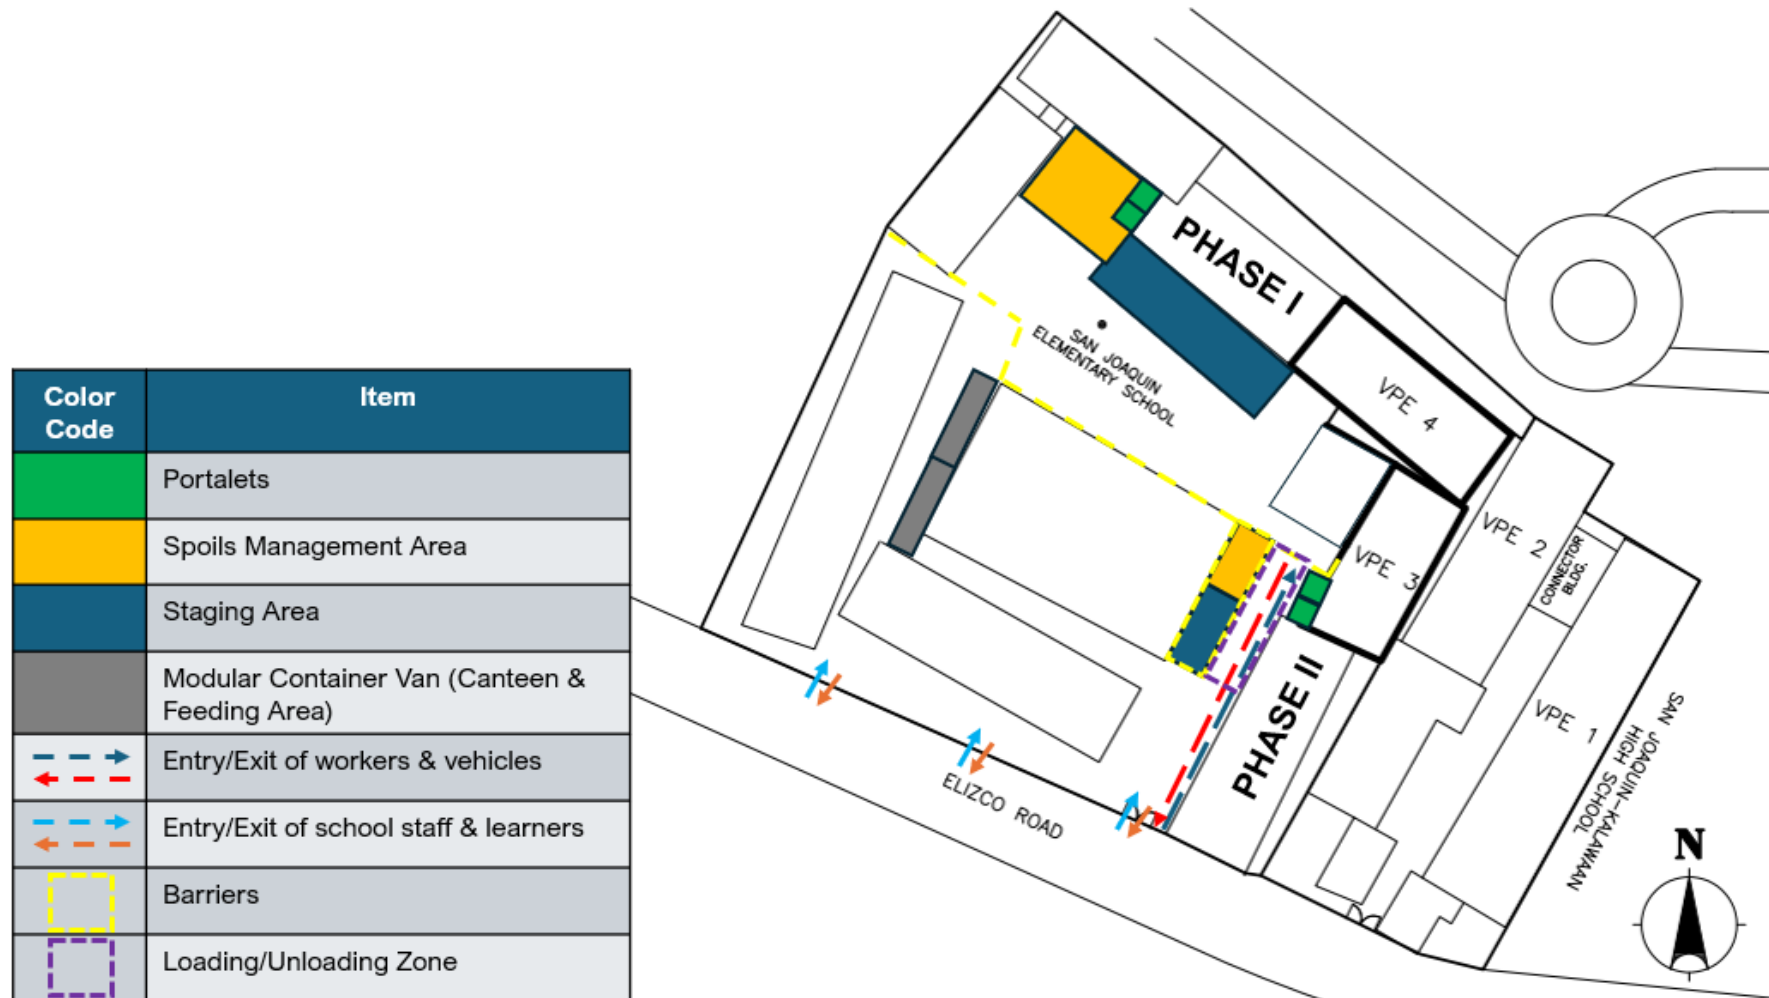 Color
Code
Item
Portalets
Spoils Management Area
Staging Area
Modular Container Van (Canteen &
Feeding Area)
Entry/Exit of workers & vehicles
Entry/Exit of school staff & learners
Barriers
Loading/Unloading Zone
PHASE I
SAN JOAQUIN
ELEMENTARY SCHOOL
VPE 4
VPE 3
VPE 2
CONNECTOR
BLDG.
VPE 1
PHASE II
SAN JOAQUIN-KALAWAAN
HIGH SCHOOL
ELIZCO ROAD
N